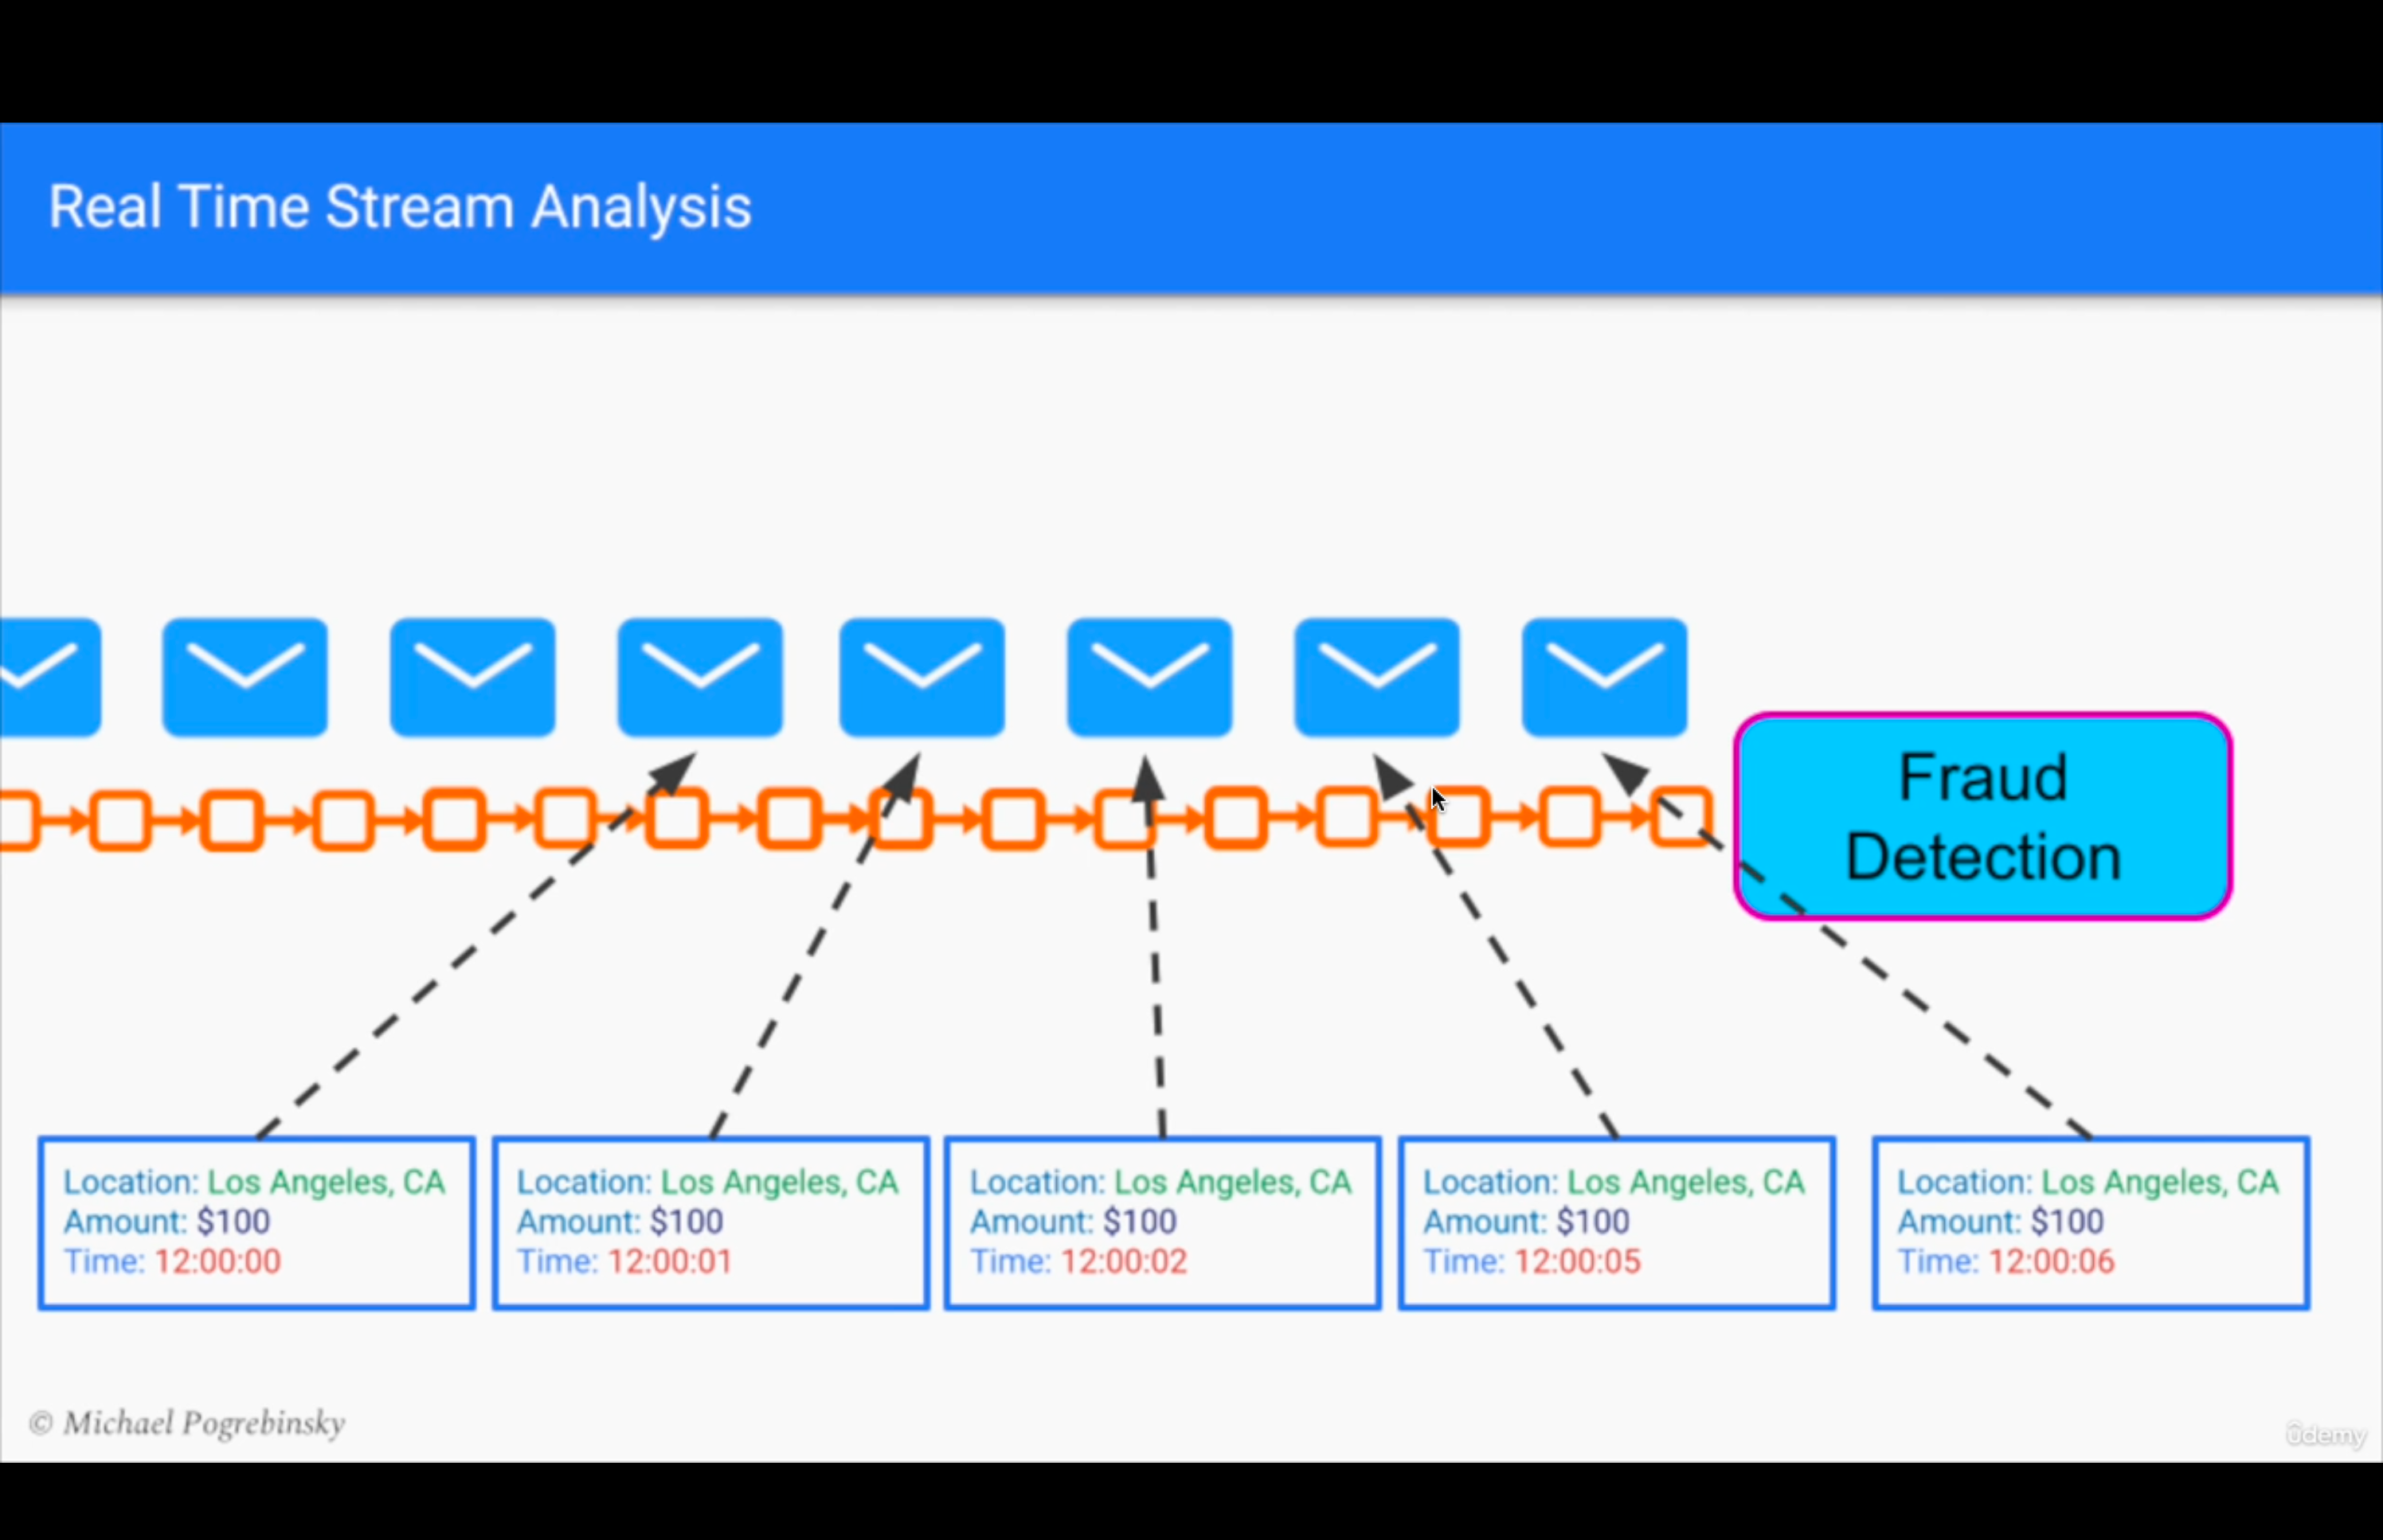 Real Time Stream Analysis
Fraud
Detection
Location: Los Angeles, CA
Amount: $100
Time: 12:00:00
Location: Los Angeles, CA
Amount: $100
Time: 12:00:01
Location: Los Angeles, CA
Amount: $100
Time: 12:00:02
Location: Los Angeles, CA
Amount: $100
Time: 12:00:05
Location: Los Angeles, CA
Amount: $100
Time: 12:00:06
© Michael Pogrebinsky
ûdemy